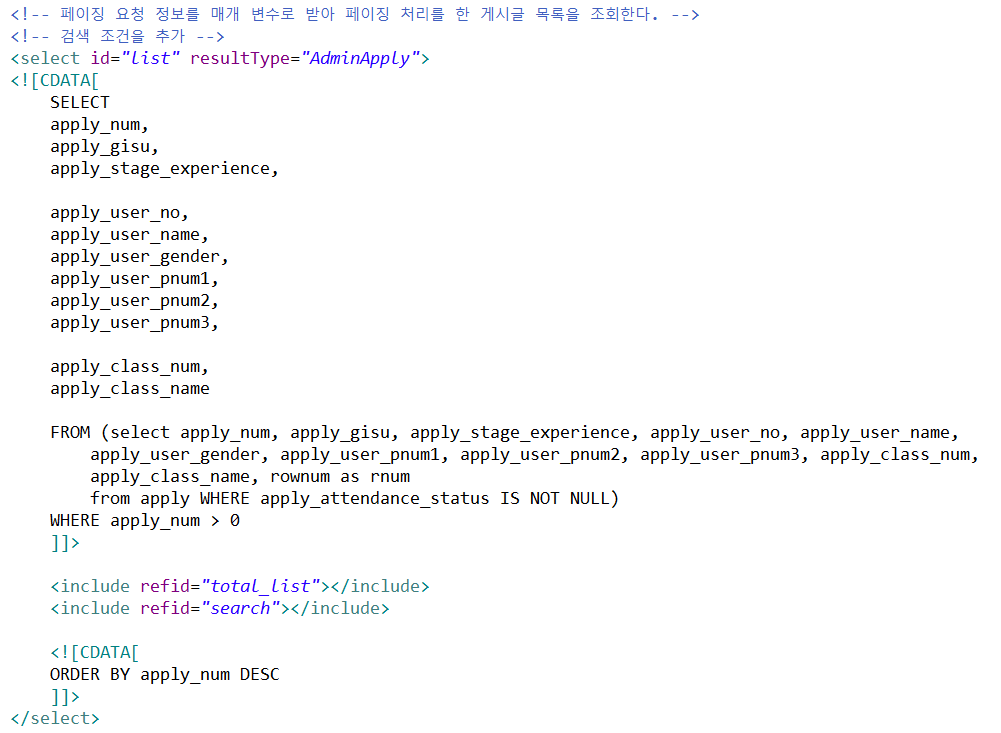 <!-- 페이징 요청 정보를 매개 변수로 받아 페이징 처리를 한 게시글 목록을 조회한다. -->
<!-- 검색 조건을 추가 -->
<select id="list" resultType="AdminApply">
<![CDATA[
SELECT
apply_num,
apply_gisu,
apply_stage_experience,
apply_user_no,
apply_user_name,
apply_user_gender,
apply_user_pnum1,
apply_user_pnum2,
apply_user_pnum3,
apply_class_num,
apply_class_name
FROM (select apply_num, apply_gisu, apply_stage_experience, apply_user_no, apply_user_name,
apply_user_gender, apply_user_pnum1, apply_user_pnum2, apply_user_pnum3, apply_class_num,
apply_class_name, rownum as rnum
from apply WHERE apply_attendance_status IS NOT NULL)
WHERE apply_num > 0
]]>
<include refid="total_list"></include>
<include refid="search"></include>
<![CDATA[
ORDER BY apply_num DESC
]]>
</select>